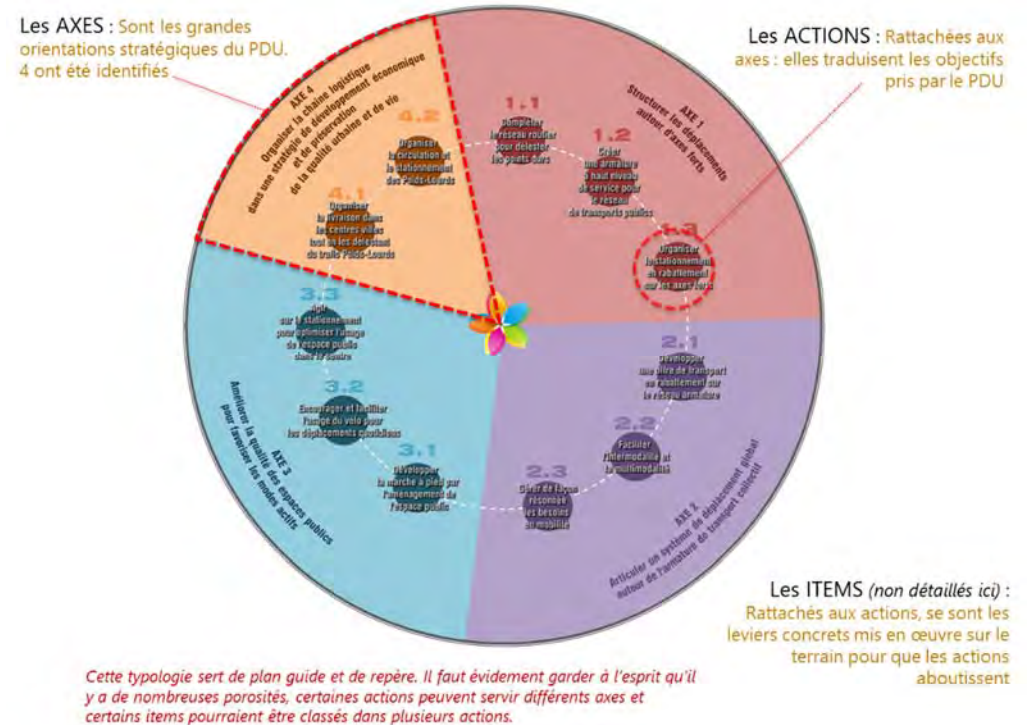 Les AXES : Sont les grandes
orientations stratégiques du PDU.
4 ont été identifiés
Les ACTIONS : Rattachées aux
axes : elles traduisent les objectifs
pris par le PDU
AXE 4
Organiser la chaîne logistique
dans une stratégie de développement économique
et de préservation
de la qualité urbaine et de vie
4.2
Organiser
la circulation et
le stationnement
des Poids-Lourds
4.1
Organiser
la livraison dans
les centres villes
tout en les délestant
du trafic Poids-Lourds
AXE 1
Structurer les déplacements
autour d'axes forts
1.1
Compléter
le réseau routier
pour délester
les points durs
1.2
Créer
une armature
à haut niveau
de service pour
le réseau
de transports publics
1.3
Organiser
le stationnement
en rabattement
sur les axes forts
2.1
Développer
une offre de transport
en rabattement sur
le réseau armature
2.2
Faciliter
l'intermodalité et
la multimodalité
2.3
Gérer de façon
raisonnée
les besoins
en mobilité
AXE 2
Articuler un système de déplacement global
autour de l'armature de transport collectif
3.3
Agir
sur le stationnement
pour optimiser l'usage
de l'espace public
dans le centre
3.2
Encourager et faciliter
l'usage du vélo pour
les déplacements quotidiens
3.1
Développer
la marche à pied par
l'aménagement de
l'espace public
AXE 3
Améliorer la qualité des espaces publics
pour favoriser les modes actifs
Les ITEMS (non détaillés ici) :
Rattachés aux actions, se sont les
leviers concrets mis en œuvre sur le
terrain pour que les actions
aboutissent
Cette typologie sert de plan guide et de repère. Il faut évidement garder à l'esprit qu'il
y a de nombreuses porosités, certaines actions peuvent servir différents axes et
certains items pourraient être classés dans plusieurs actions.